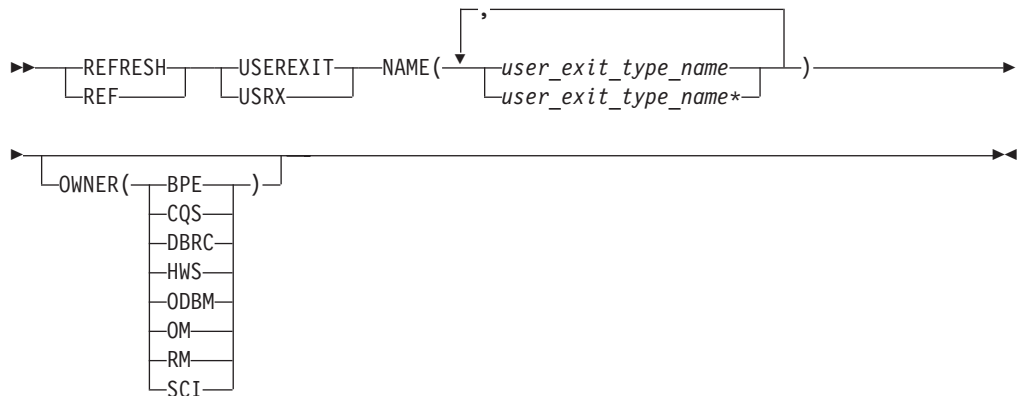 ,
REFRESH USEREXIT NAME( user_exit_type_name )
REF USRX user_exit_type_name*
OWNER( BPE )
CQS
DBRC
HWS
ODBM
OM
RM
SCI